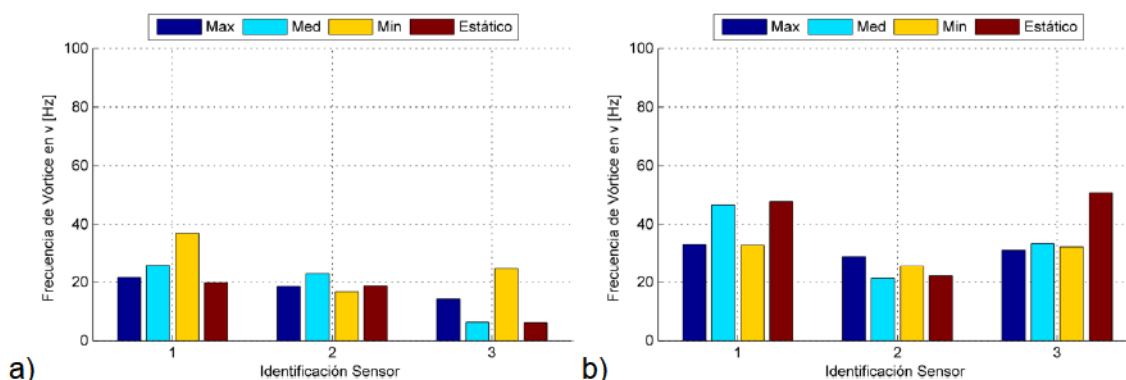 Max Med Min Estático
Frecuencia de Vórtice en v [Hz]
100
80
60
40
20
0
1 2 3
Identificación Sensor
a)
Max Med Min Estático
Frecuencia de Vórtice en v [Hz]
100
80
60
40
20
0
1 2 3
Identificación Sensor
b)